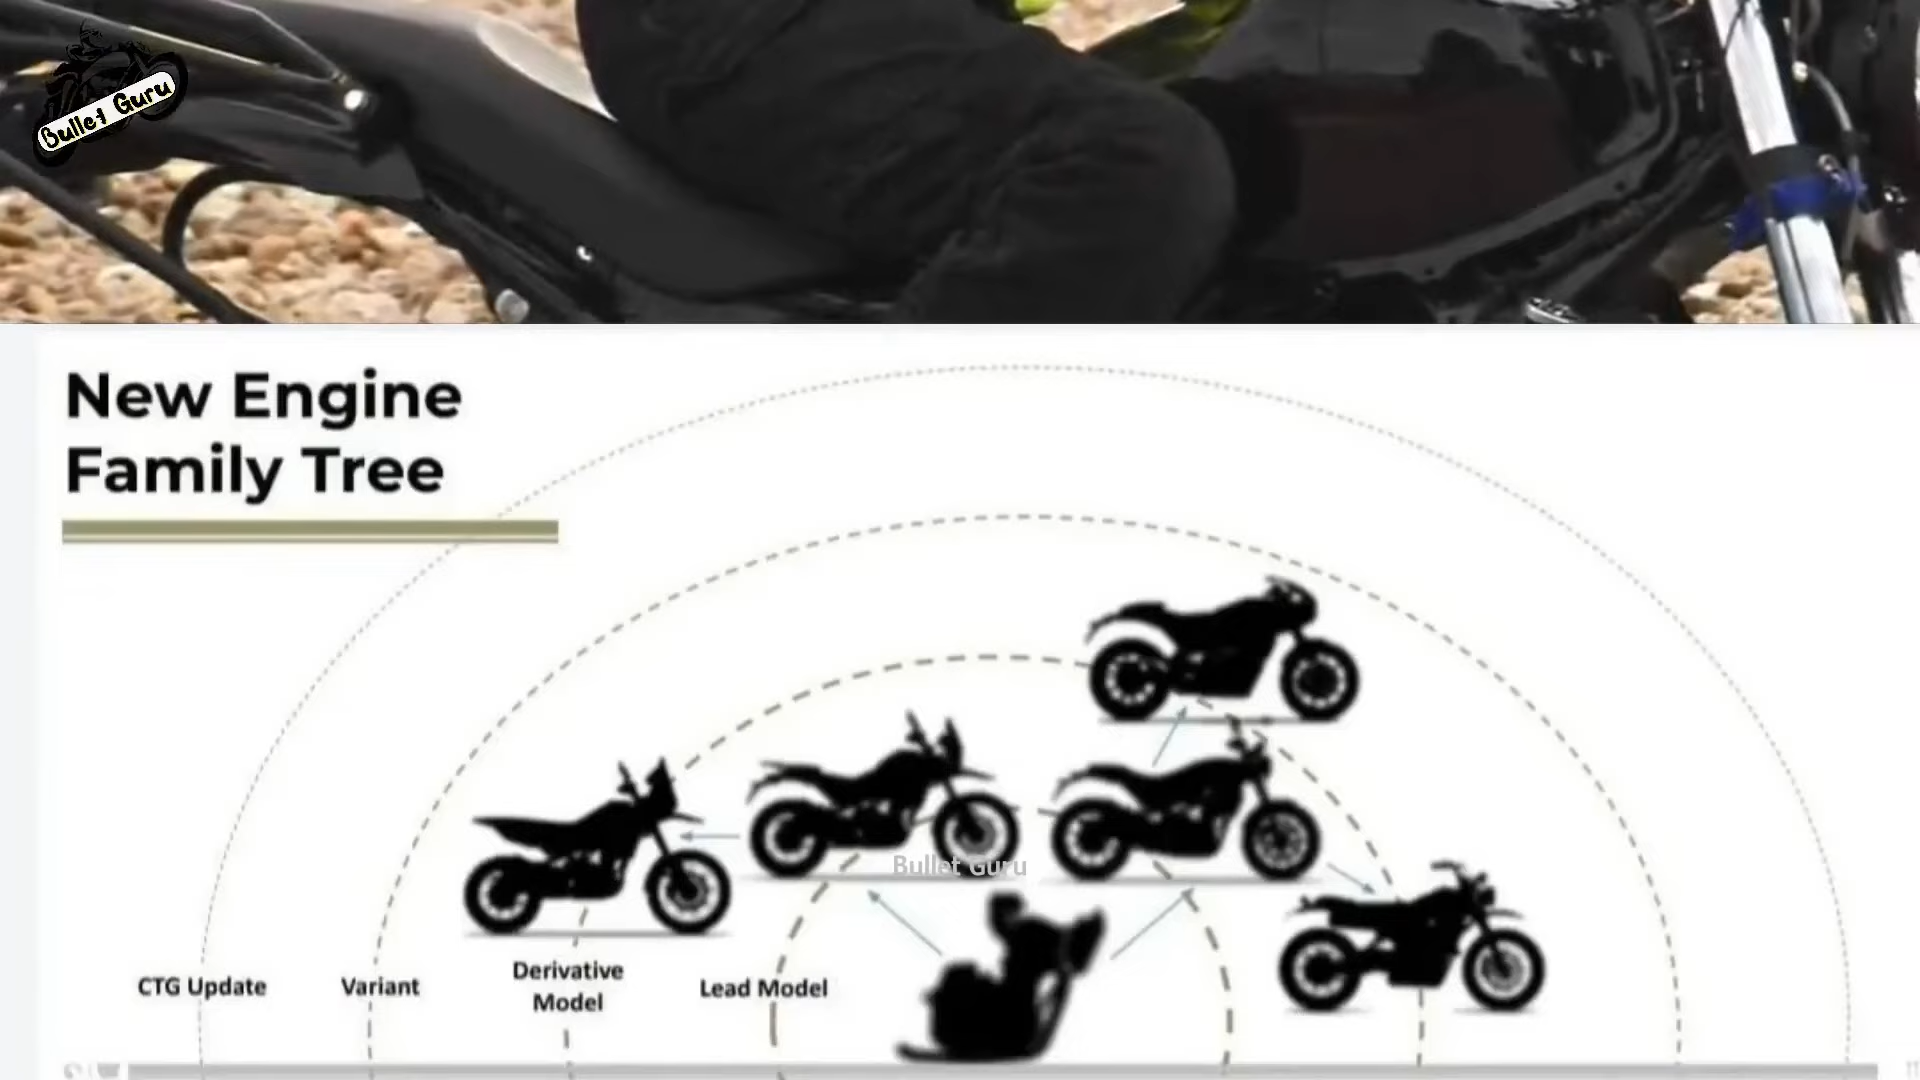 Bullet Guru
New Engine
Family Tree
Bullet Guru
CTG Update
Variant
Derivative
Model
Lead Model